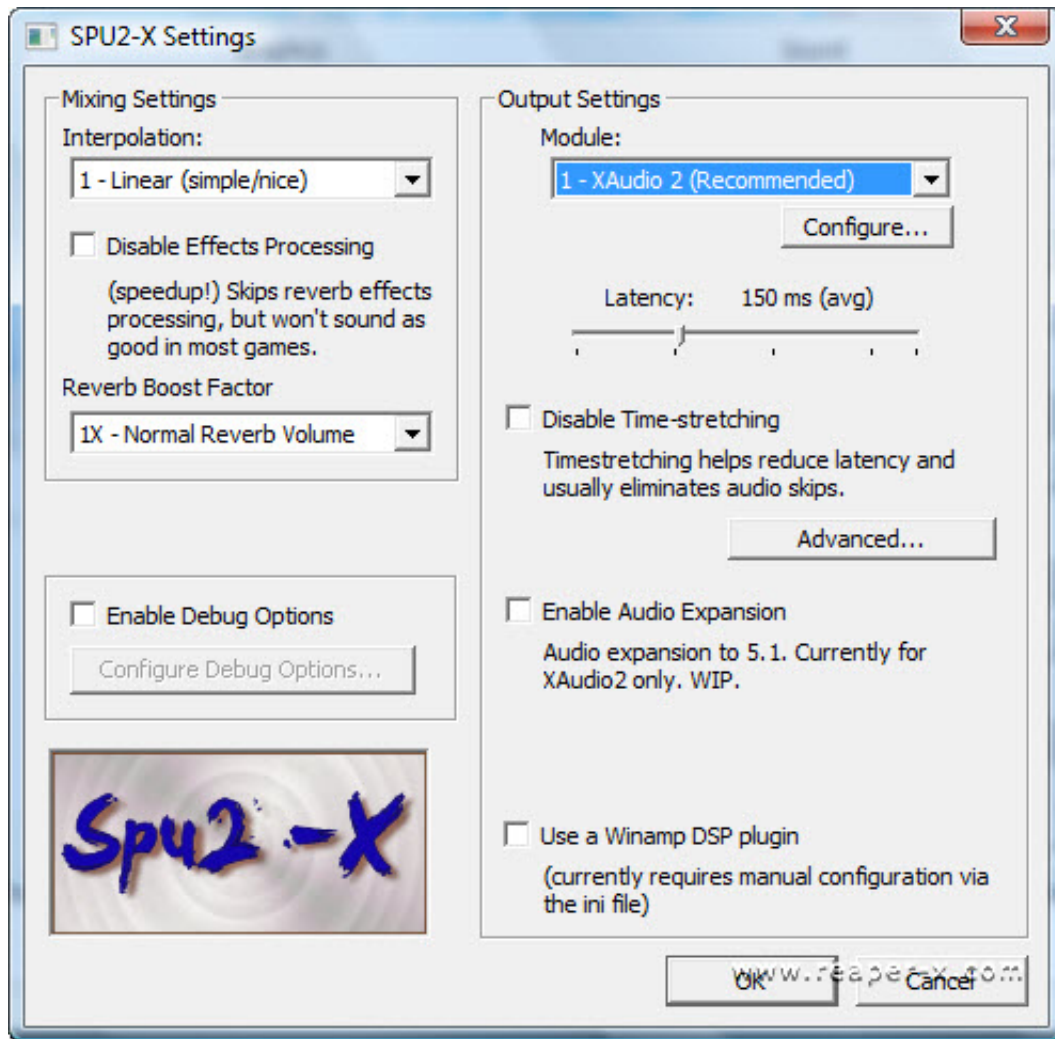 SPU2-X Settings
Mixing Settings
Interpolation:
1 - Linear (simple/nice)
Disable Effects Processing
(speedup!) Skips reverb effects
processing, but won't sound as
good in most games.
Reverb Boost Factor
1X - Normal Reverb Volume
Enable Debug Options
Configure Debug Options...
Spu2-X
Output Settings
Module:
1 - XAudio 2 (Recommended)
Configure...
Latency: 150 ms (avg)
Disable Time-stretching
Timestretching helps reduce latency and
usually eliminates audio skips.
Advanced...
Enable Audio Expansion
Audio expansion to 5.1. Currently for
XAudio2 only. WIP.
Use a Winamp DSP plugin
(currently requires manual configuration via
the ini file)
OK
Cancel
www.reaper-x.com